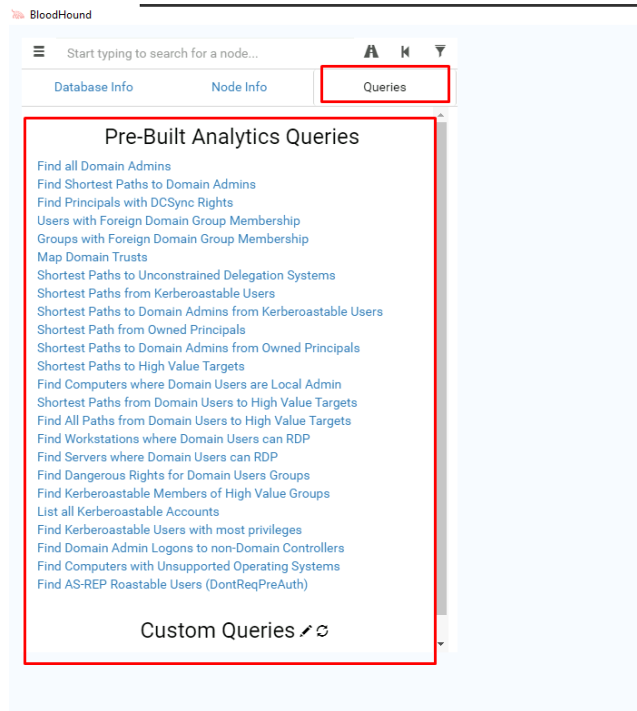 BloodHound
Start typing to search for a node...
Database Info Node Info Queries
Pre-Built Analytics Queries
Find all Domain Admins
Find Shortest Paths to Domain Admins
Find Principals with DCSync Rights
Users with Foreign Domain Group Membership
Groups with Foreign Domain Group Membership
Map Domain Trusts
Shortest Paths to Unconstrained Delegation Systems
Shortest Paths from Kerberoastable Users
Shortest Paths to Domain Admins from Kerberoastable Users
Shortest Path from Owned Principals
Shortest Paths to Domain Admins from Owned Principals
Shortest Paths to High Value Targets
Find Computers where Domain Users are Local Admin
Shortest Paths from Domain Users to High Value Targets
Find All Paths from Domain Users to High Value Targets
Find Workstations where Domain Users can RDP
Find Servers where Domain Users can RDP
Find Dangerous Rights for Domain Users Groups
Find Kerberoastable Members of High Value Groups
List all Kerberoastable Accounts
Find Kerberoastable Users with most privileges
Find Domain Admin Logons to non-Domain Controllers
Find Computers with Unsupported Operating Systems
Find AS-REP Roastable Users (DontReqPreAuth)
Custom Queries